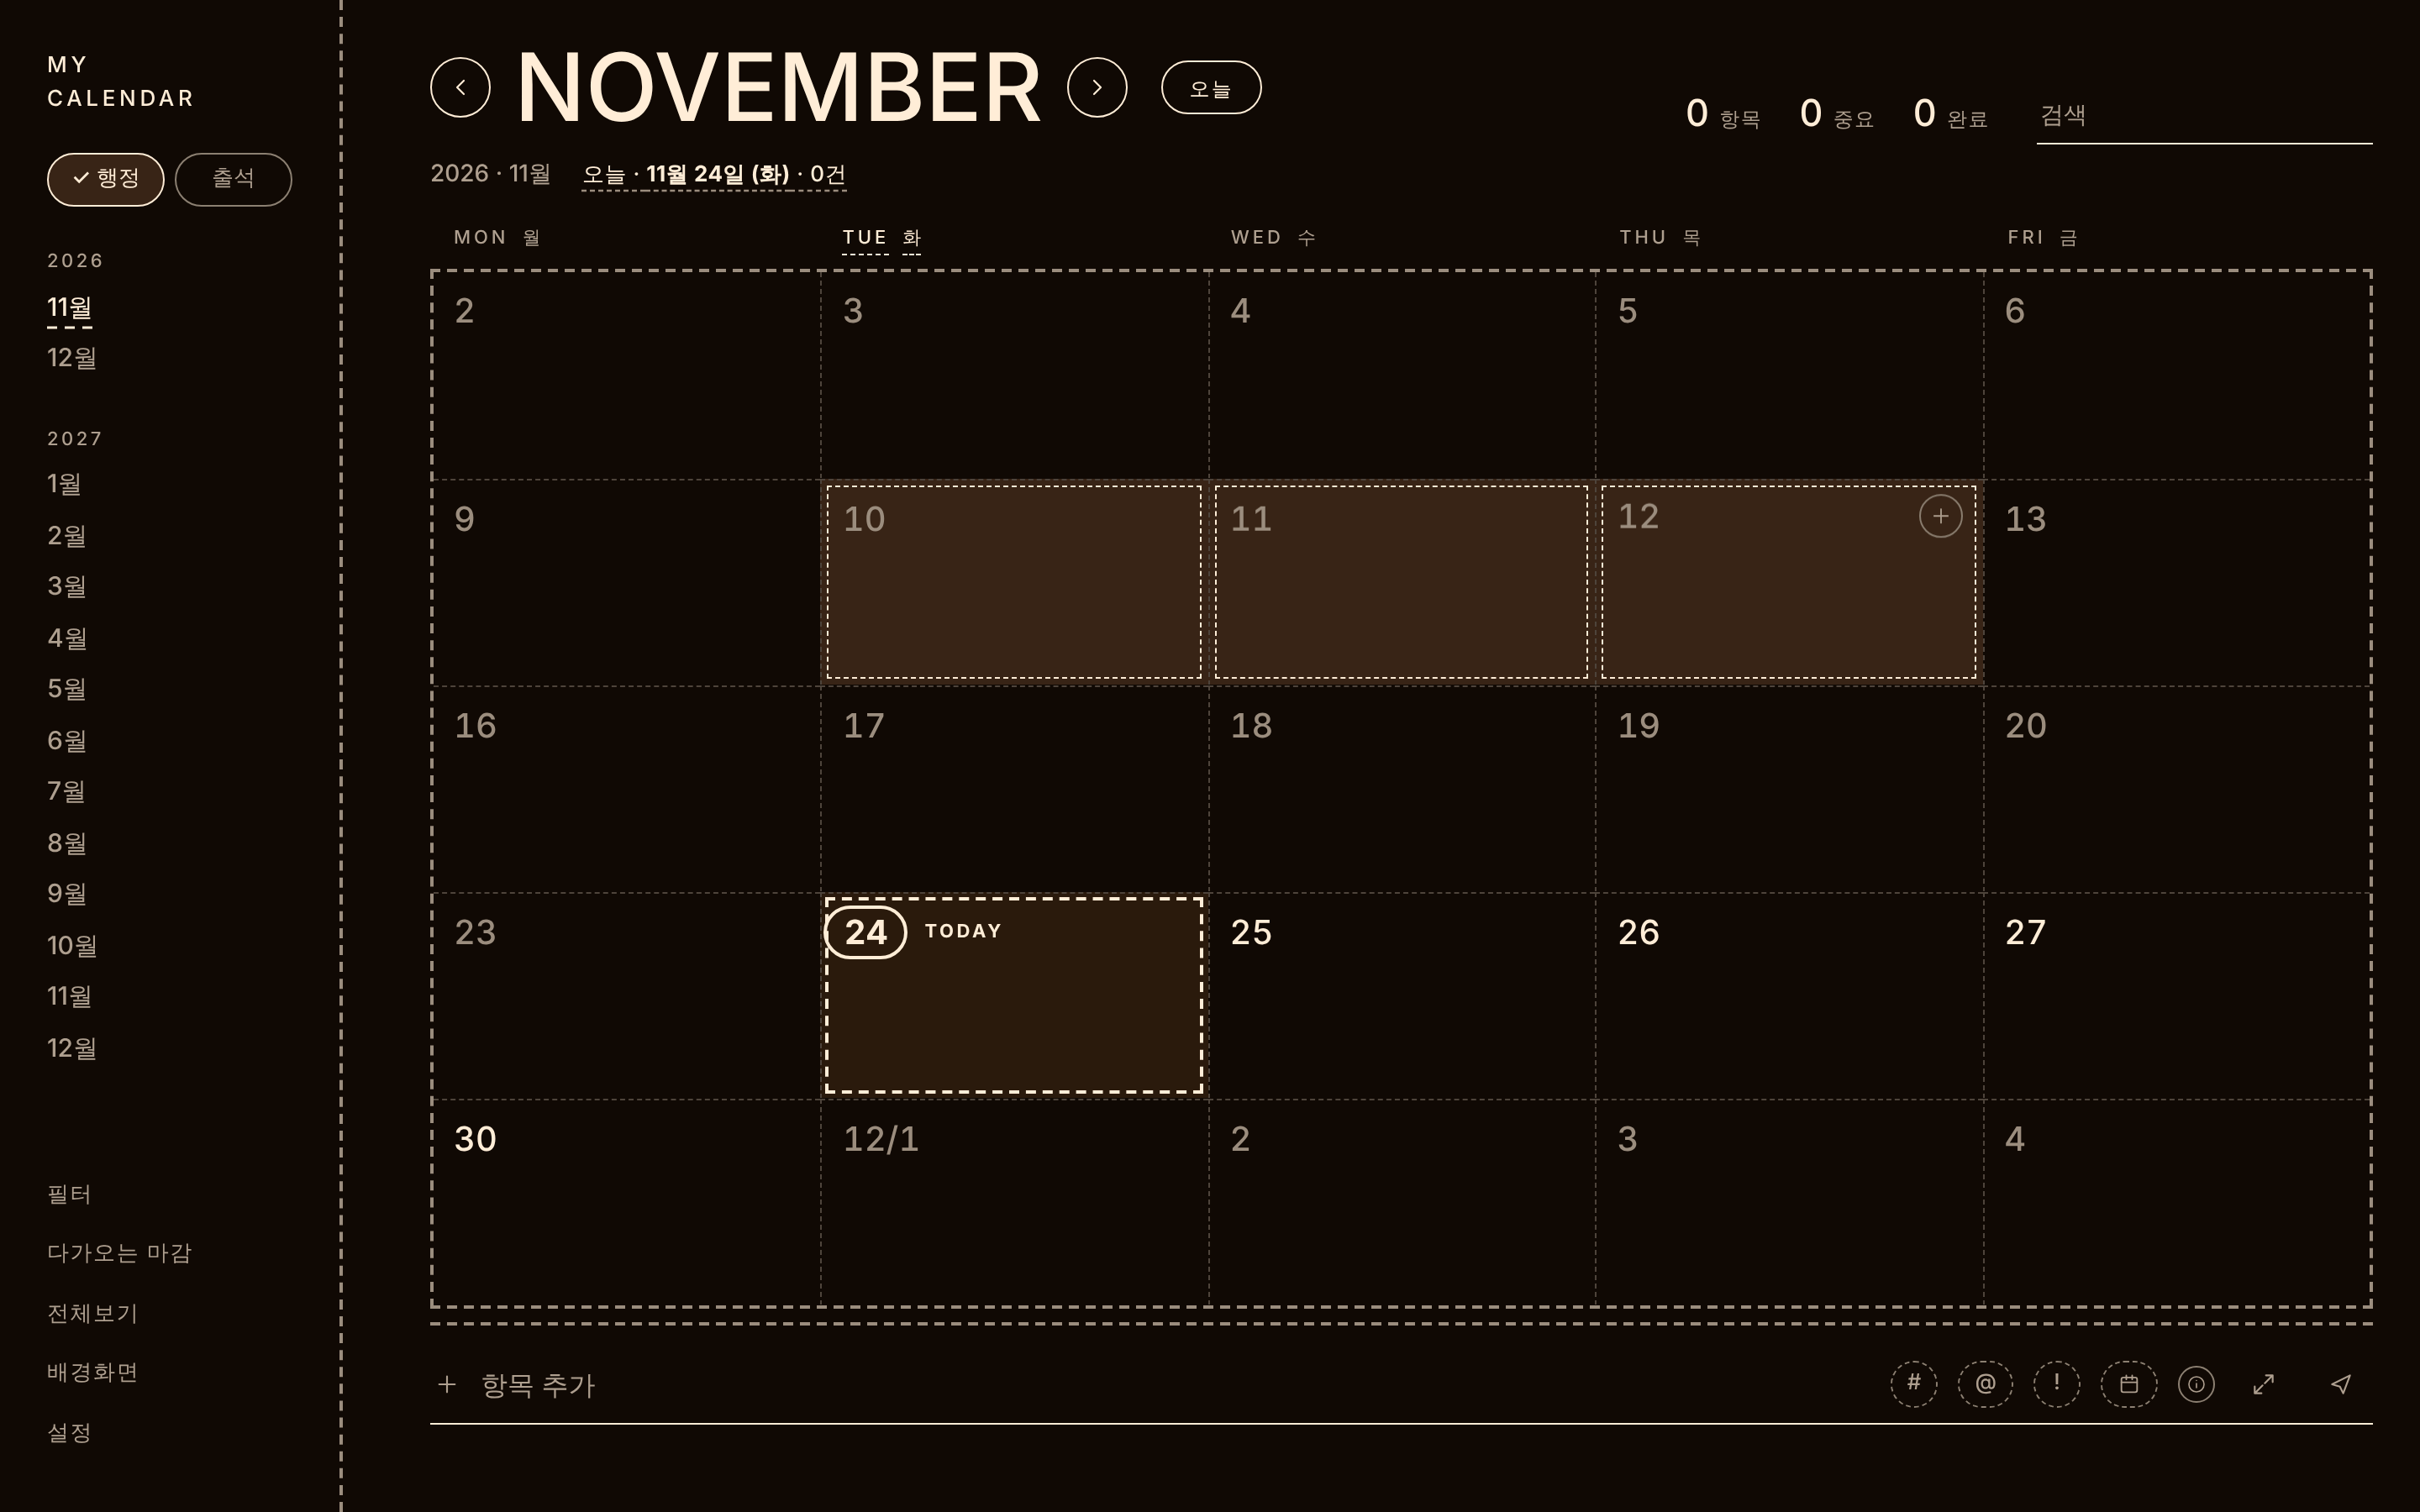 MY
CALENDAR
행정 출석
2026
11월
12월
2027
1월
2월
3월
4월
5월
6월
7월
8월
9월
10월
11월
12월
필터
다가오는 마감
전체보기
배경화면
설정
NOVEMBER 오늘
0 항목 0 중요 0 완료 검색
2026 · 11월 오늘 · 11월 24일 (화) · 0건
MON 월 TUE 화 WED 수 THU 목 FRI 금
2 3 4 5 6
9 10 11 12 13
16 17 18 19 20
23 24 TODAY 25 26 27
30 12/1 2 3 4
+ 항목 추가 # @ !